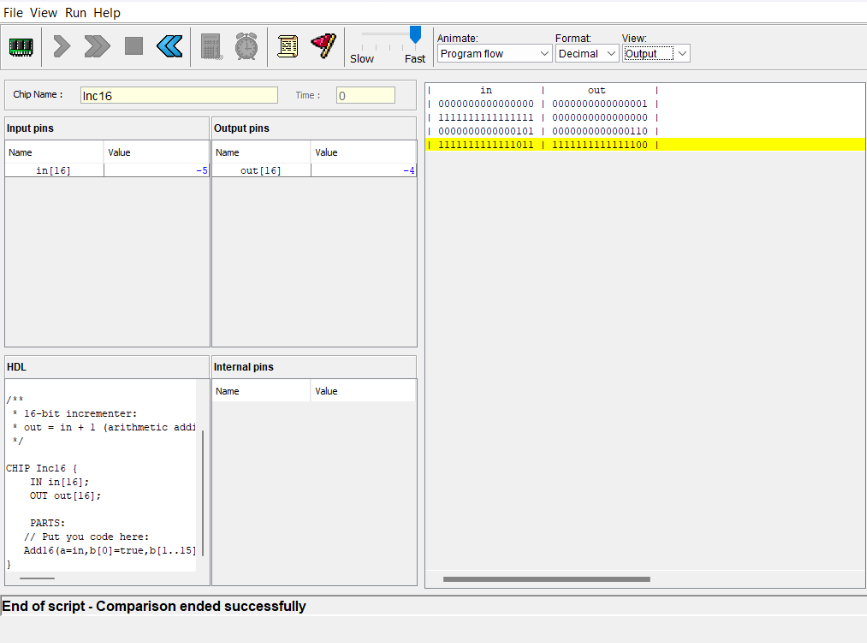 File View Run Help
Slow Fast
Animate: Format: View:
Program flow Decimal Output
Chip Name : Inc16 Time : 0
Input pins Output pins
Name Value Name Value
in[16] -5 out[16] -4
| in | out |
| 0000000000000000 | 0000000000000001 |
| 1111111111111111 | 0000000000000000 |
| 0000000000000101 | 0000000000000110 |
| 1111111111111011 | 1111111111111100 |
HDL Internal pins
Name Value
/**
* 16-bit incrementer:
* out = in + 1 (arithmetic addi
*/
CHIP Inc16 {
IN in[16];
OUT out[16];
PARTS:
// Put you code here:
Add16(a=in,b[0]=true,b[1..15]
}
End of script - Comparison ended successfully